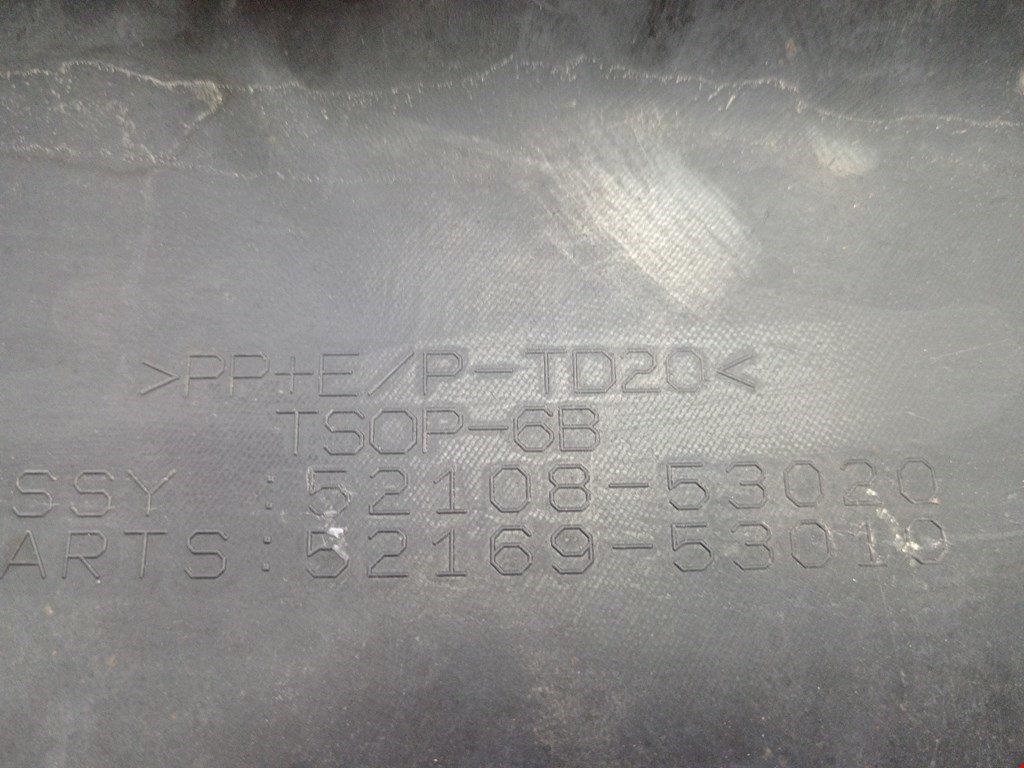 >PP+E/P-TD20<
TSOP-6B
SSY :52108-53020
ARTS:52169-53010